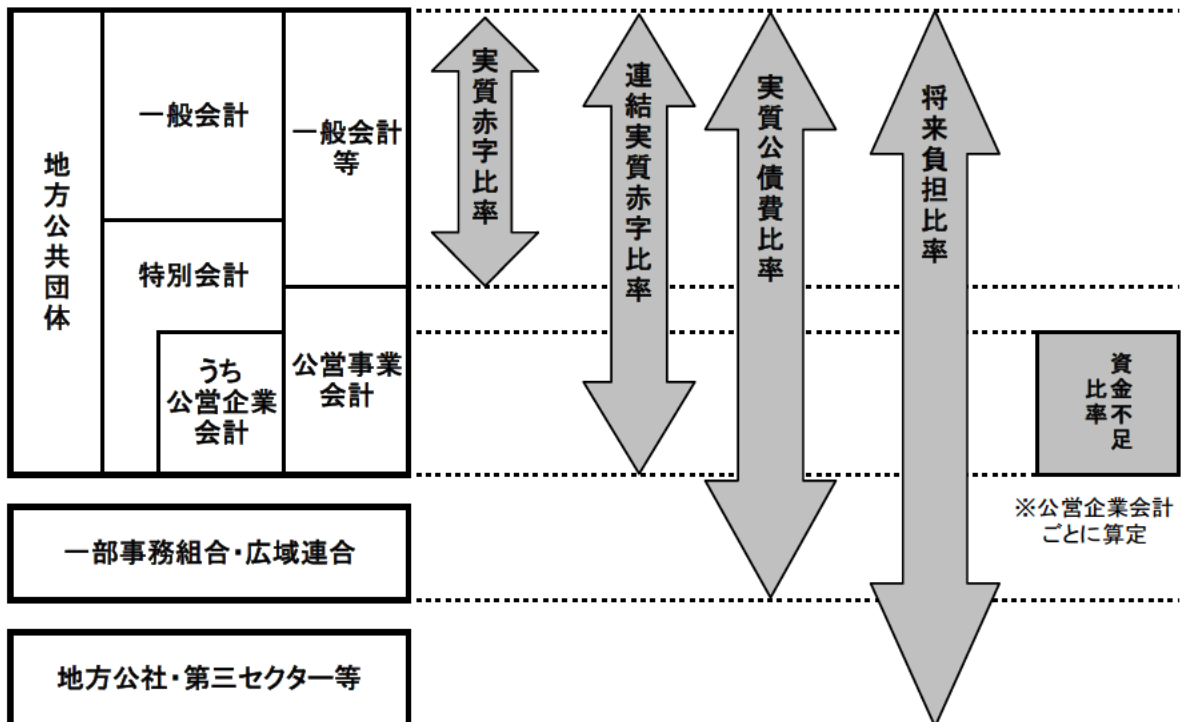 地方公共団体
一般会計
特別会計
うち
公営企業
会計
一般会計
等
公営事業
会計
実質赤字比率
連結実質赤字比率
実質公債費比率
将来負担比率
資金不足
比率
※公営企業会計
ごとに算定
一部事務組合・広域連合
地方公社・第三セクター等